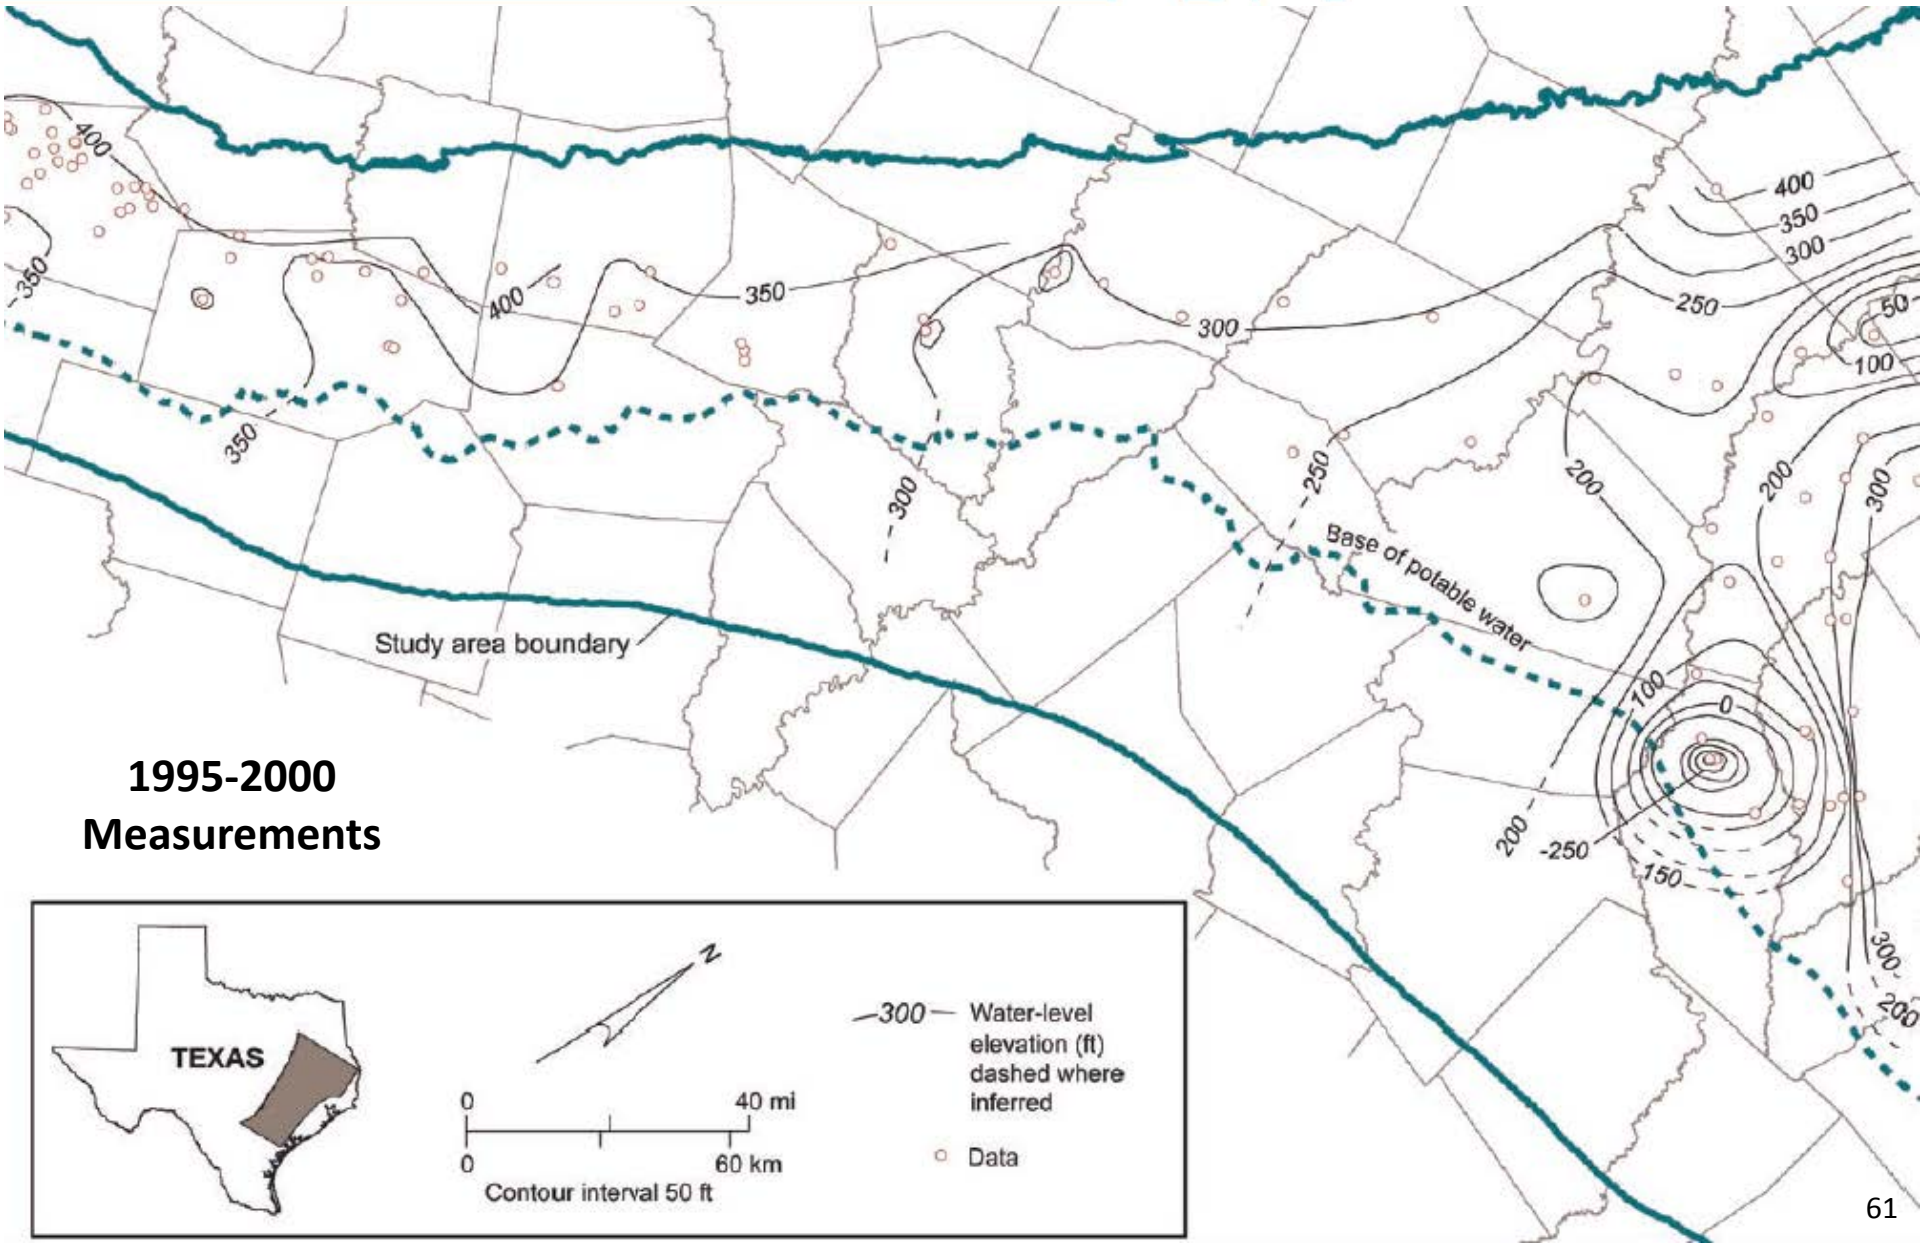 400
350
400
350
300
400
350
300
250
50
100
350
300
250
200
200
300
Base of potable water
Study area boundary
100
0
-250
200
150
300
200
1995-2000
Measurements
TEXAS
N
0
40 mi
0
60 km
Contour interval 50 ft
300
Water-level
elevation (ft)
dashed where
inferred
Data
61